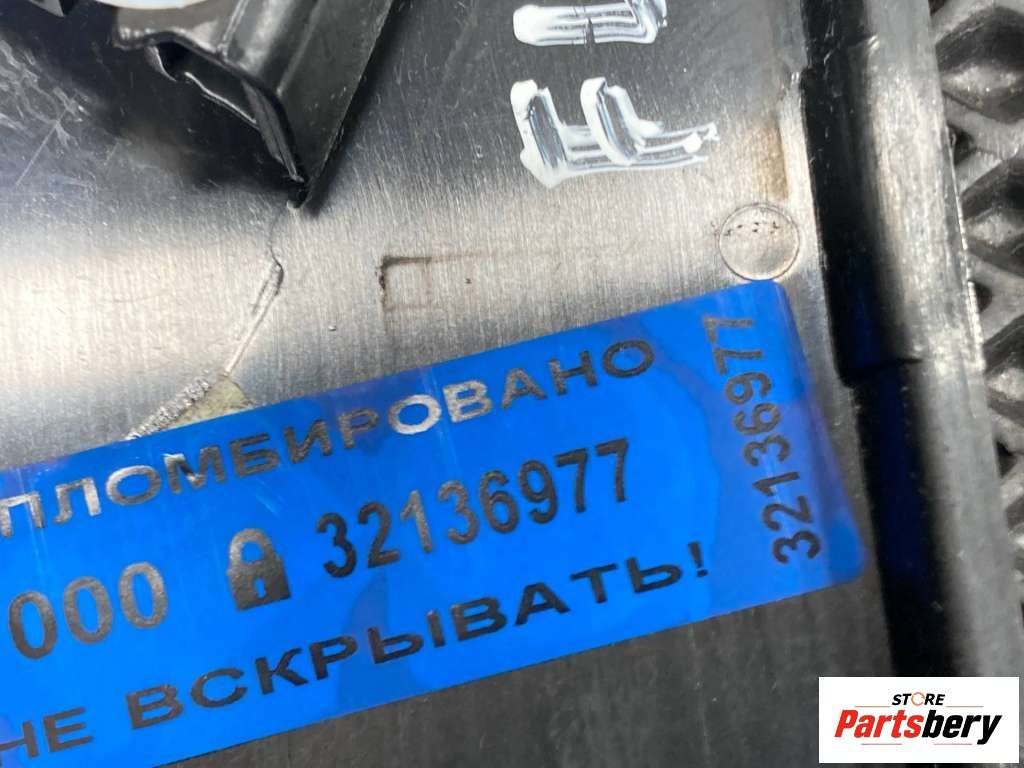 ПЛОМБИРОВАНО
000 32136977
НЕ ВСКРЫВАТЬ!
32136977
STORE
Partsbery